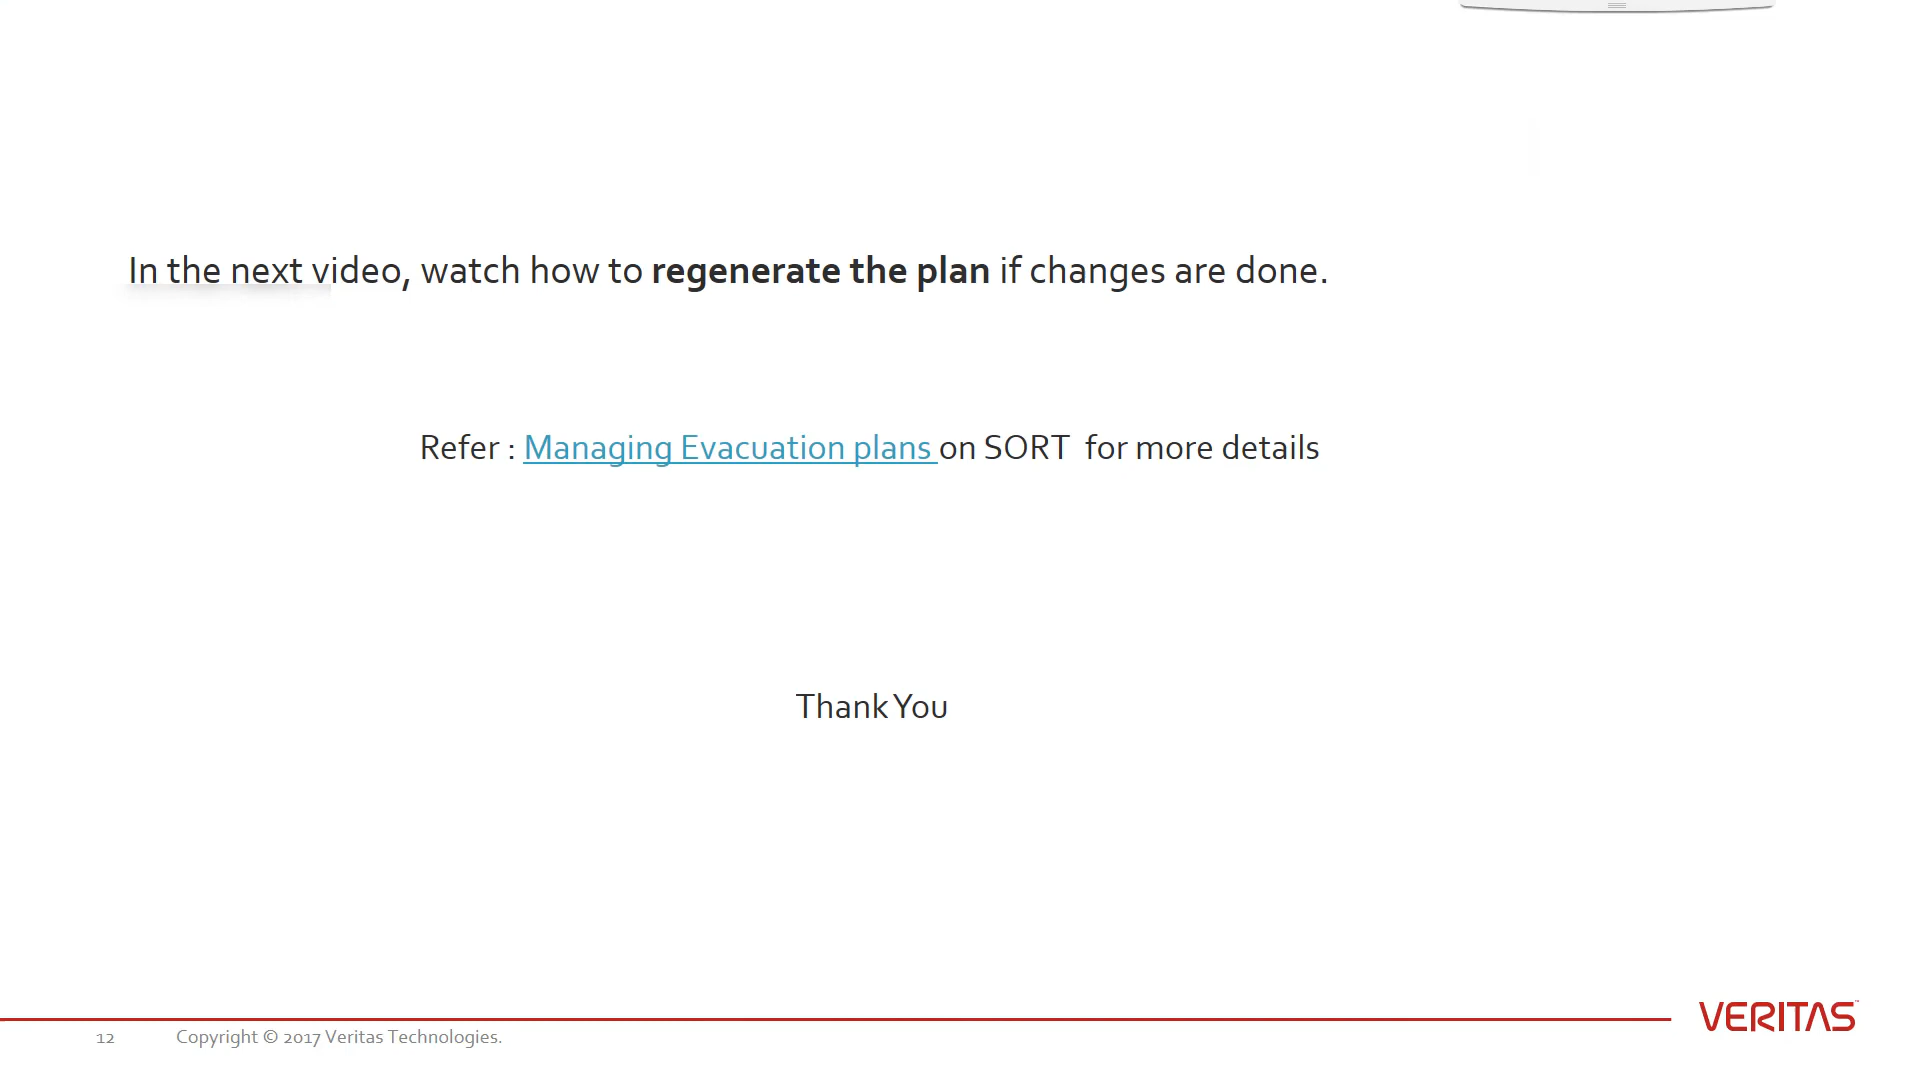 In the next video, watch how to regenerate the plan if changes are done.
Refer : Managing Evacuation plans on SORT  for more details
Thank You
VERITAS™
12 Copyright © 2017 Veritas Technologies.